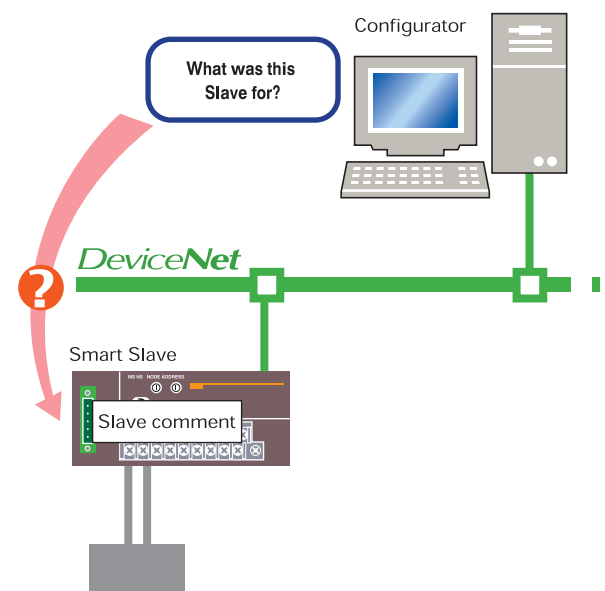 Configurator
What was this
Slave for?
DeviceNet
?
Smart Slave
MS NS NODE ADDRESS
Slave comment